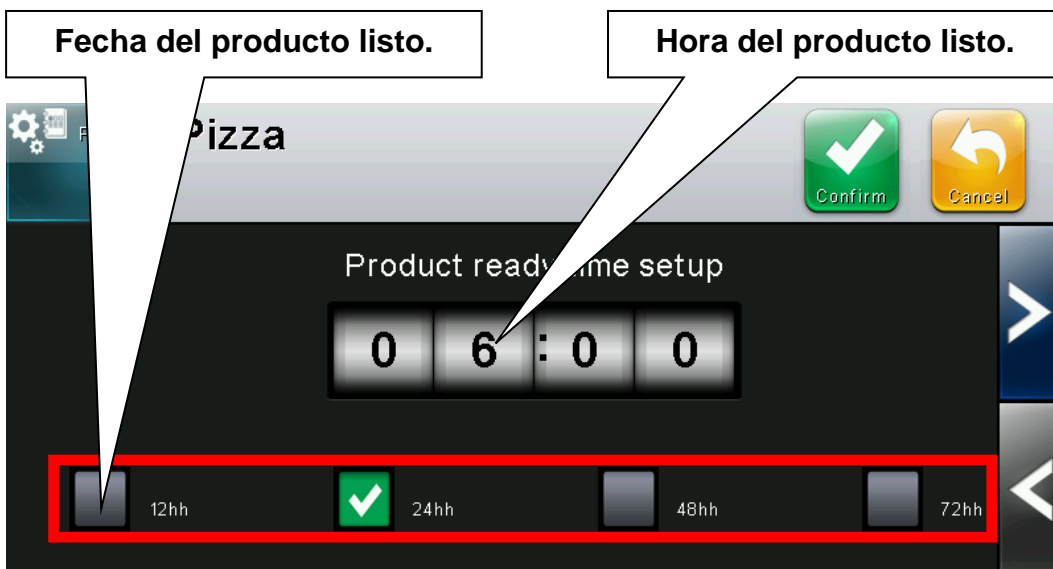 Fecha del producto listo.
Hora del producto listo.
Pizza
Confirm
Cancel
Product ready time setup
0 6 : 0 0
12hh
24hh
48hh
72hh